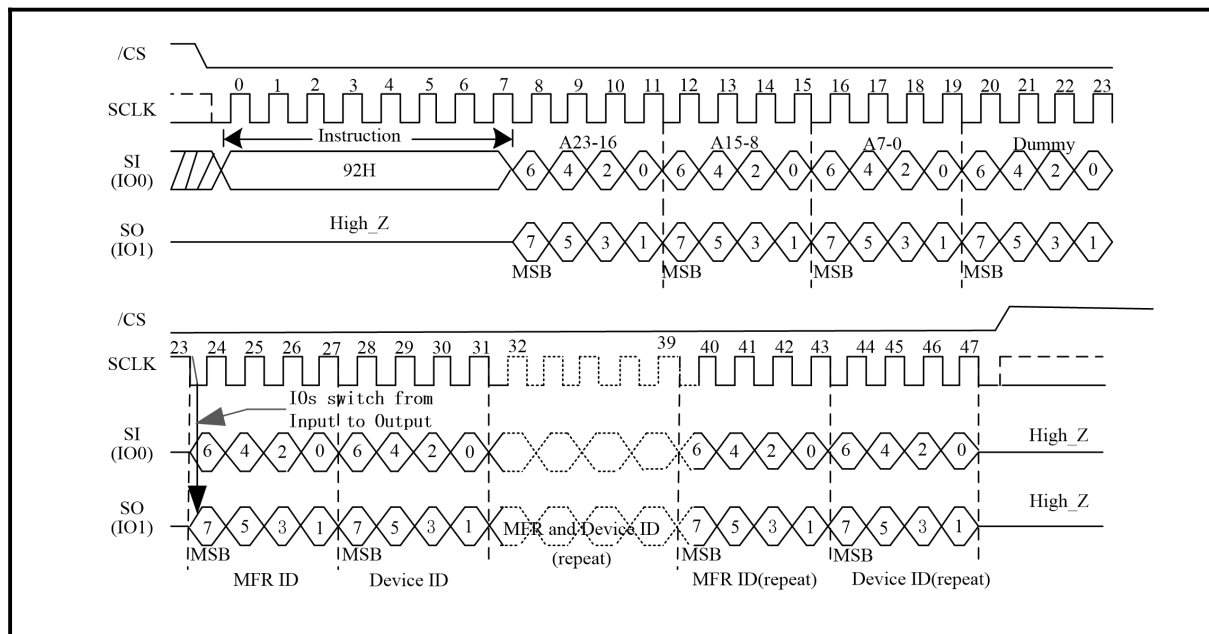 /CS
0 1 2 3 4 5 6 7 8 9 10 11 12 13 14 15 16 17 18 19 20 21 22 23
SCLK
Instruction A23-16 A15-8 A7-0 Dummy
SI
(IO0)
92H 6 4 2 0 6 4 2 0 6 4 2 0 6 4 2 0
High_Z
SO
(IO1)
7 5 3 1 7 5 3 1 7 5 3 1 7 5 3 1
MSB MSB MSB MSB
/CS
23 24 25 26 27 28 29 30 31 32 39 40 41 42 43 44 45 46 47
SCLK
IOs switch from
Input to Output
SI
(IO0)
6 4 2 0 6 4 2 0 6 4 2 0 6 4 2 0 High_Z
SO
(IO1)
7 5 3 1 7 5 3 1 MFR and Device ID 7 5 3 1 7 5 3 1 High_Z
MSB MSB (repeat) MSB MSB
MFR ID Device ID MFR ID(repeat) Device ID(repeat)